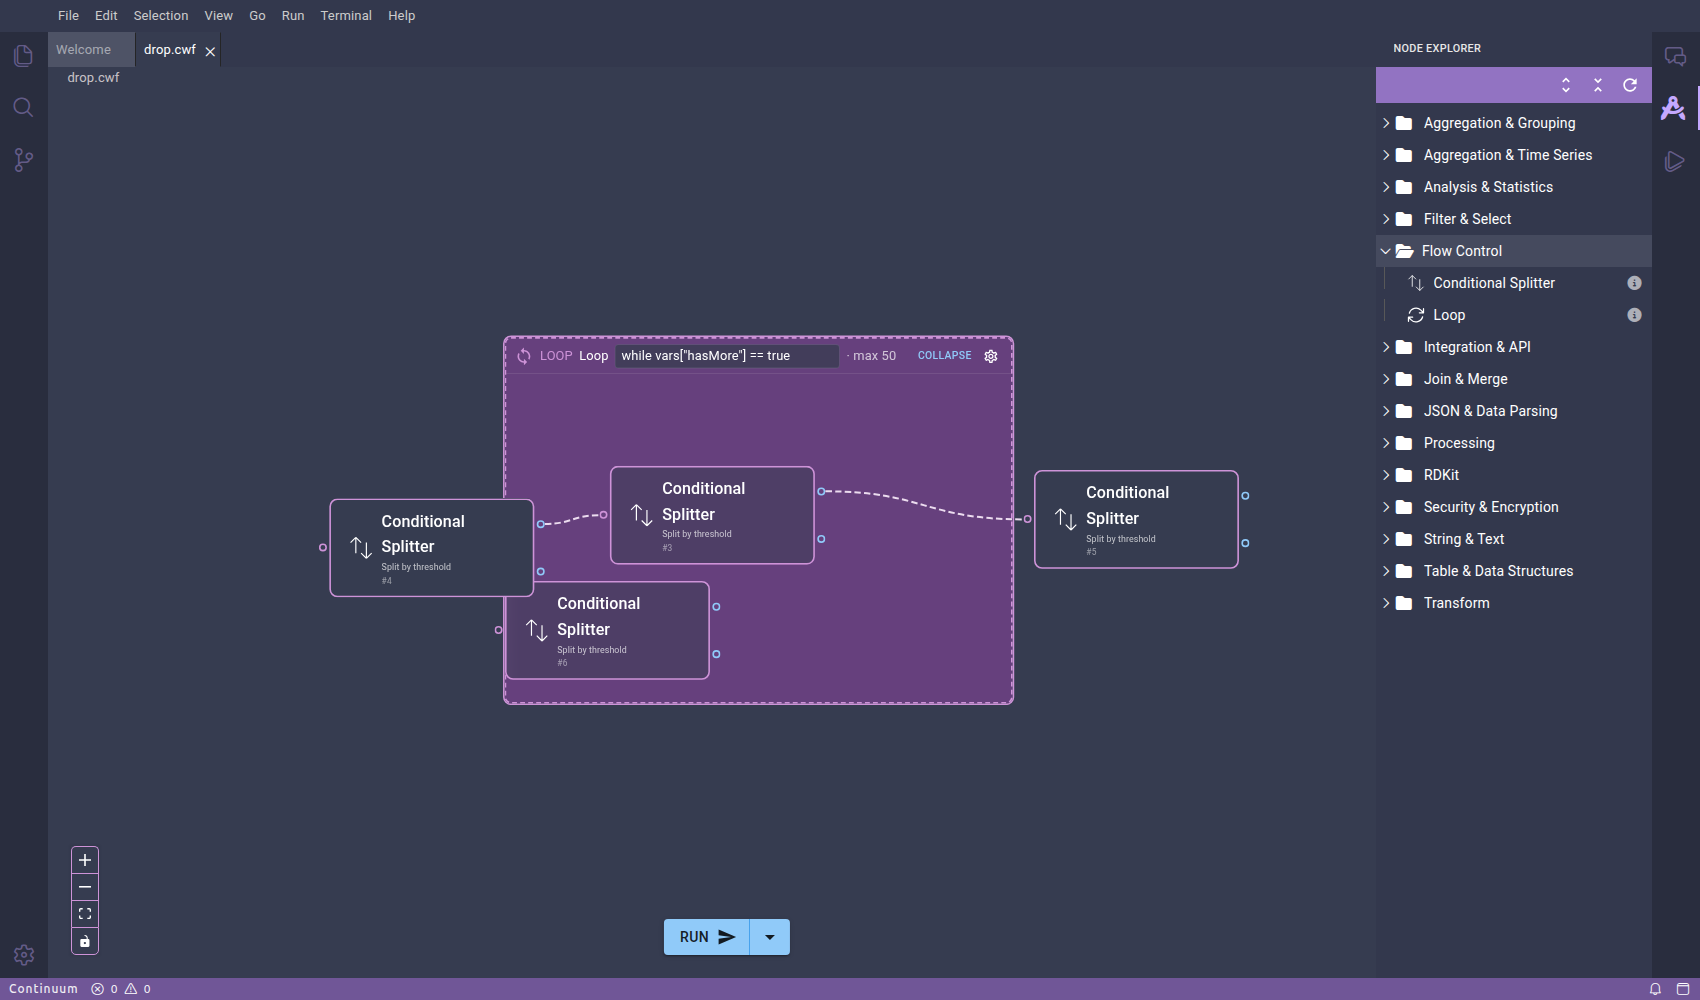 File Edit Selection View Go Run Terminal Help
Welcome drop.cwf
drop.cwf
LOOP Loop while vars["hasMore"] == true · max 50 COLLAPSE
Conditional
Splitter
Split by threshold
#3
Conditional
Splitter
Split by threshold
#5
Conditional
Splitter
Split by threshold
#4
Conditional
Splitter
Split by threshold
#6
RUN
NODE EXPLORER
Aggregation & Grouping
Aggregation & Time Series
Analysis & Statistics
Filter & Select
Flow Control
Conditional Splitter
Loop
Integration & API
Join & Merge
JSON & Data Parsing
Processing
RDKit
Security & Encryption
String & Text
Table & Data Structures
Transform
Continuum 0 0